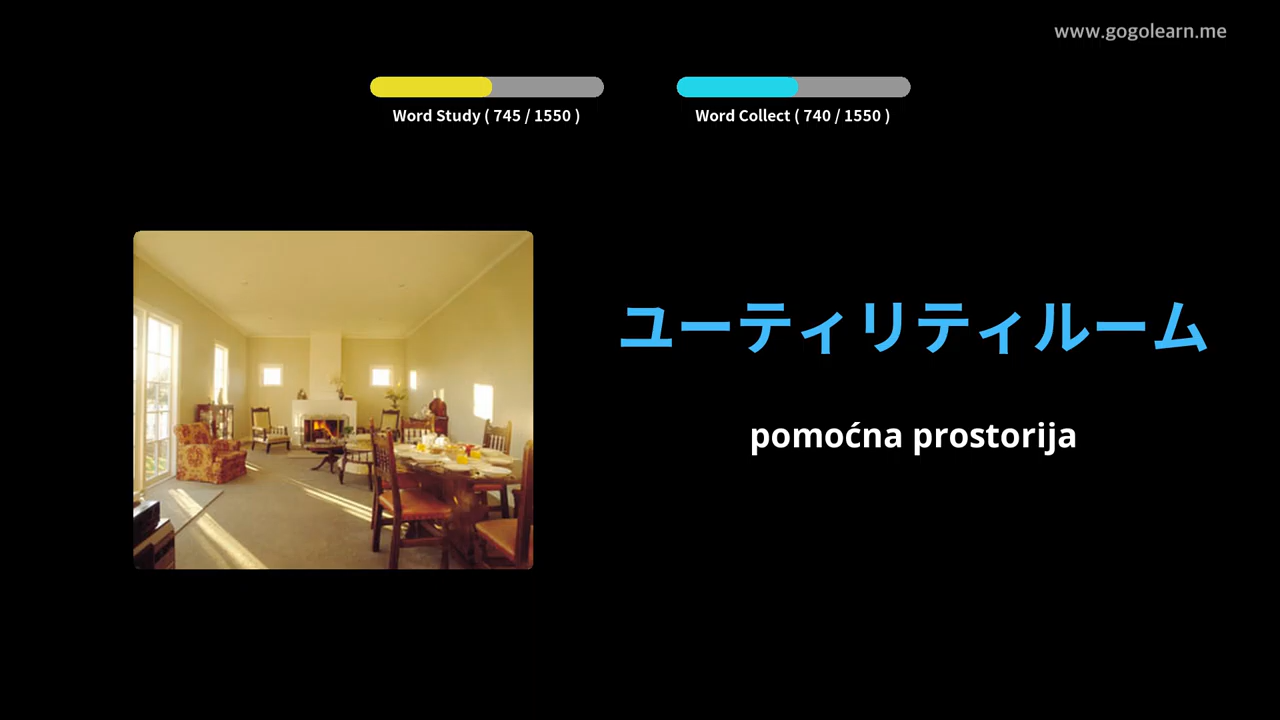 www.gogolearn.me
Word Study ( 745 / 1550 )
Word Collect ( 740 / 1550 )
ユーティリティルーム
pomoćna prostorija